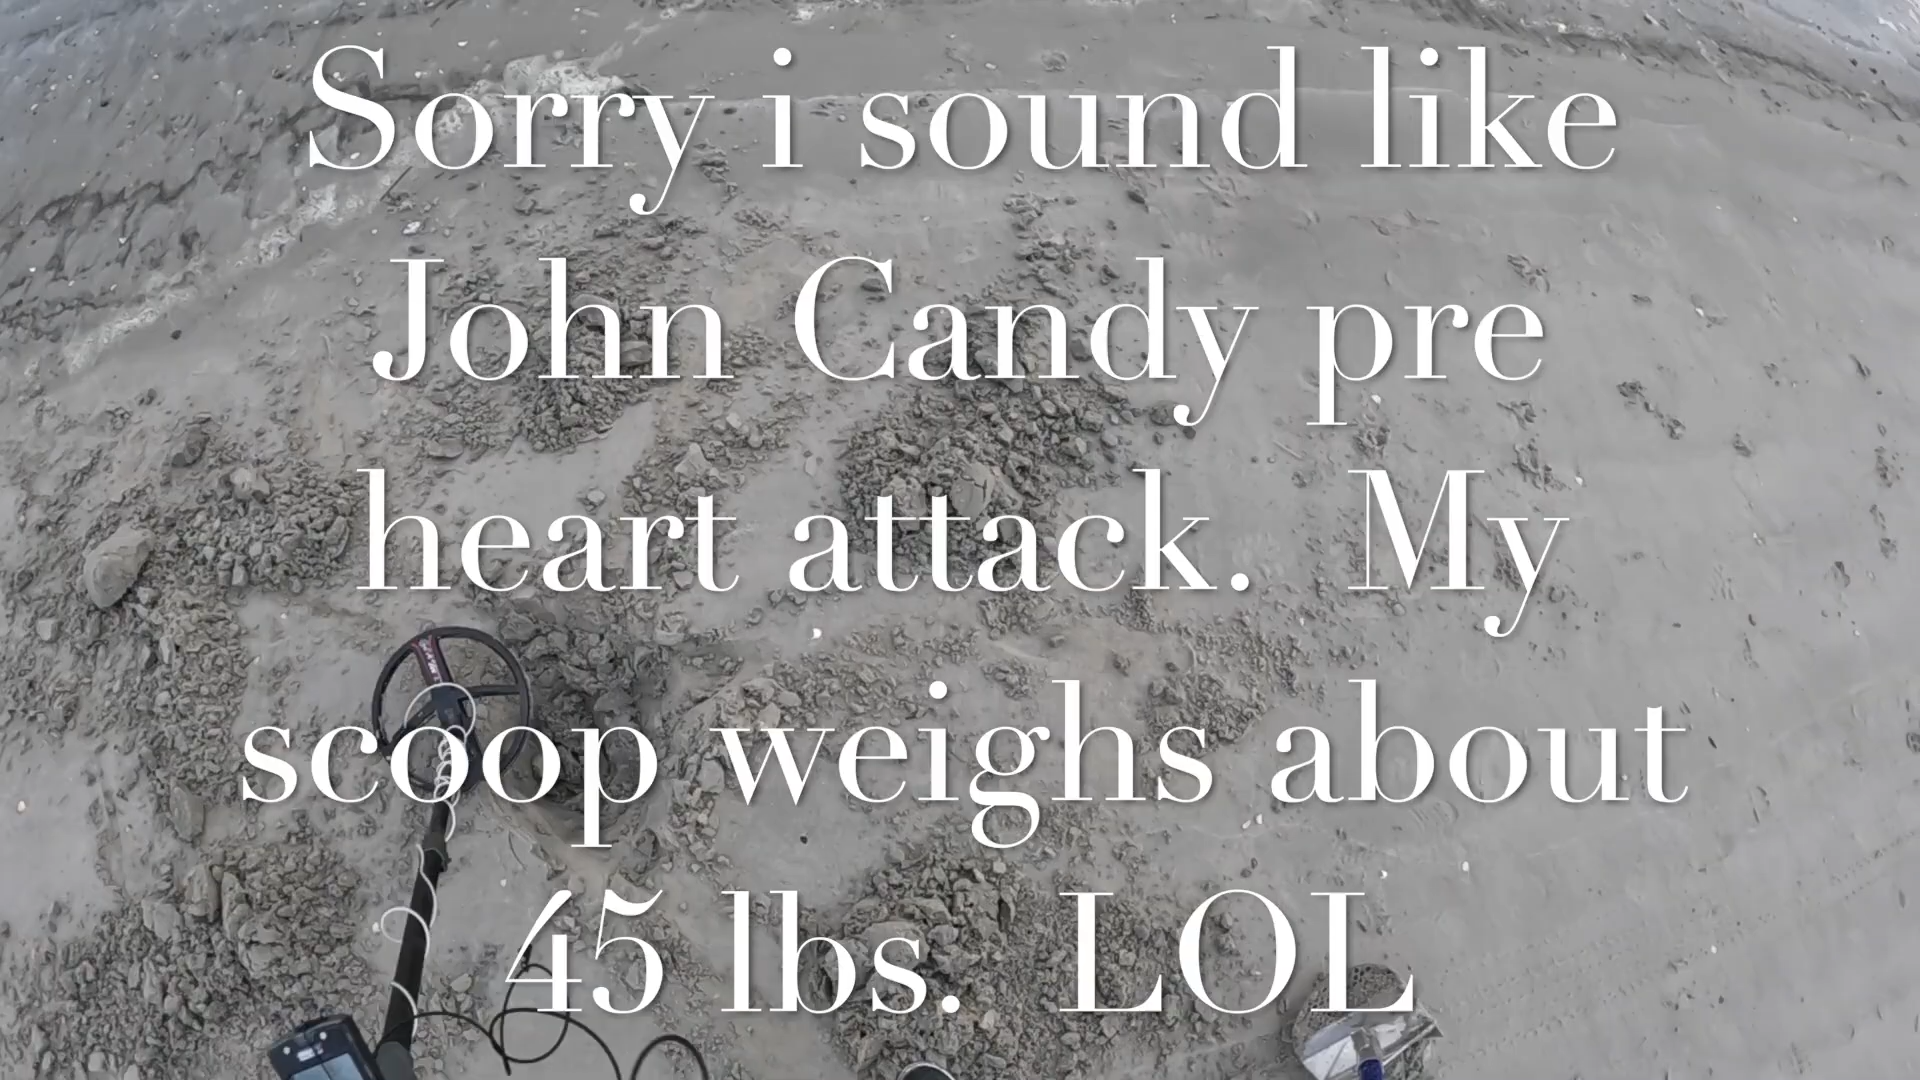 Sorry i sound like
John Candy pre
heart attack.  My
scoop weighs about
45 lbs.  LOL